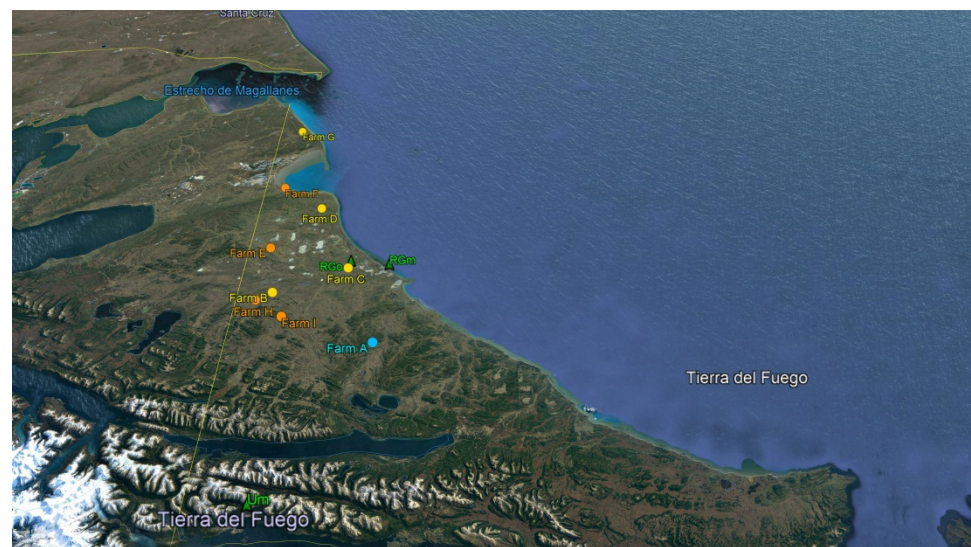 Santa Cruz
Estrecho de Magallanes
Farm G
Farm F
Farm D
Farm E
RGo
RGm
Farm C
Farm B
Farm H
Farm I
Farm A
Tierra del Fuego
Um
Tierra del Fuego